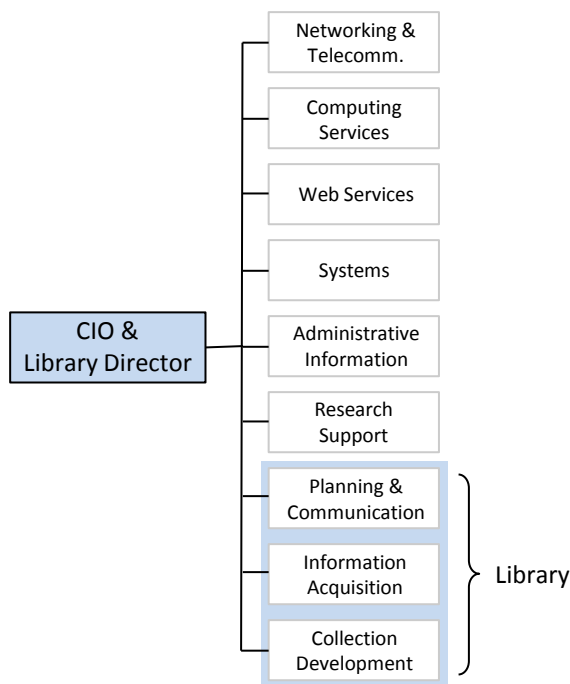 Networking &
Telecomm.
Computing
Services
Web Services
Systems
CIO &
Library Director
Administrative
Information
Research
Support
Planning &
Communication
Information
Acquisition
Library
Collection
Development